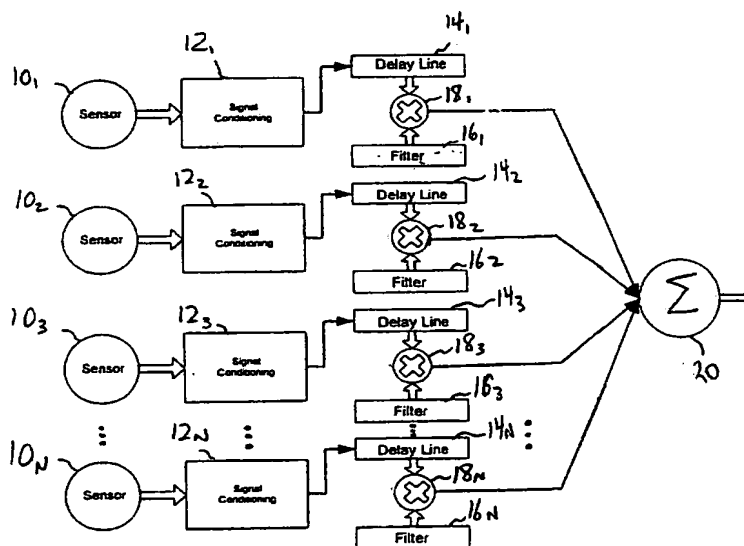 14₁
12₁
Delay Line
10₁
Sensor
Signal
Conditioning
18₁
16₁
Filter
12₂
14₂
Delay Line
10₂
Sensor
Signal
Conditioning
18₂
16₂
Filter
Σ
20
12₃
14₃
Delay Line
10₃
Sensor
Signal
Conditioning
18₃
16₃
Filter
12ₙ
14ₙ
Delay Line
10ₙ
Sensor
Signal
Conditioning
18ₙ
16ₙ
Filter